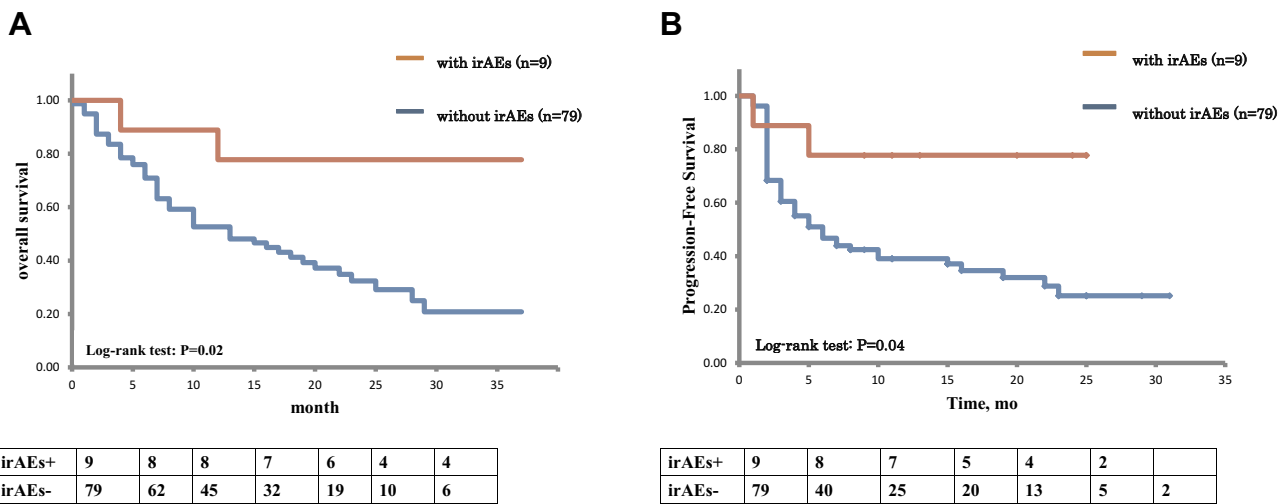 A
with irAEs (n=9)
without irAEs (n=79)
overall survival
1.00
0.80
0.60
0.40
0.20
0.00
Log-rank test: P=0.02
0 5 10 15 20 25 30 35
month
irAEs+ 9 8 8 7 6 4 4
irAEs- 79 62 45 32 19 10 6
B
with irAEs (n=9)
without irAEs (n=79)
Progression-Free Survival
1.00
0.80
0.60
0.40
0.20
0.00
Log-rank test: P=0.04
0 5 10 15 20 25 30 35
Time, mo
irAEs+ 9 8 7 5 4 2
irAEs- 79 40 25 20 13 5 2